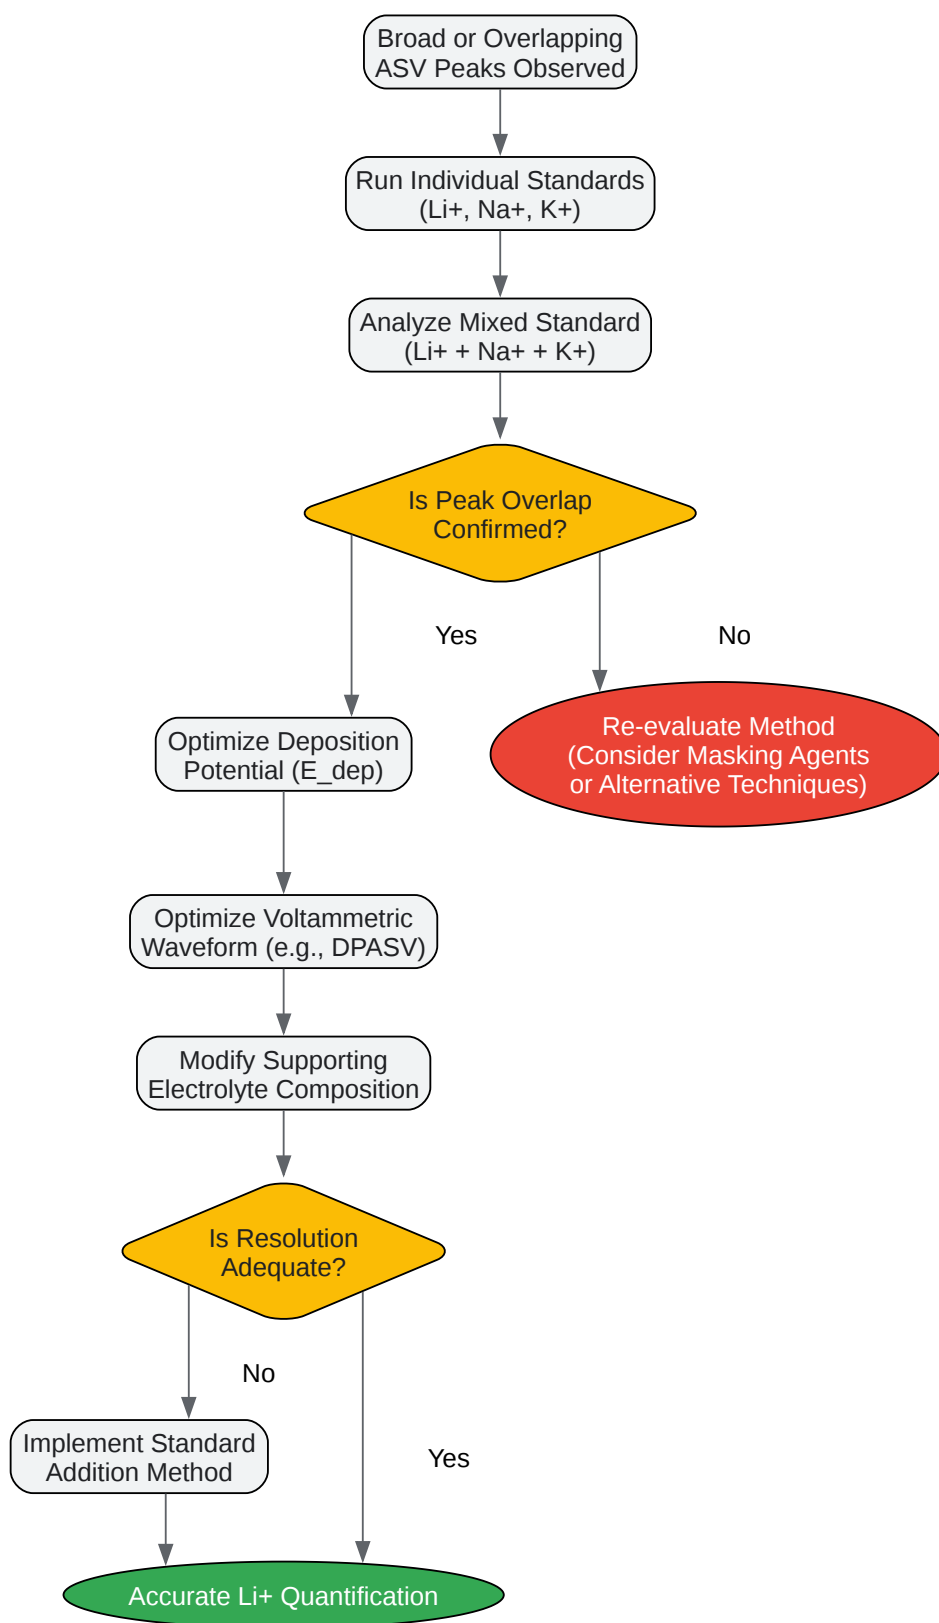 Broad or Overlapping
ASV Peaks Observed
Run Individual Standards
(Li+, Na+, K+)
Analyze Mixed Standard
(Li+ + Na+ + K+)
Is Peak Overlap
Confirmed?
Yes
No
Optimize Deposition
Potential (E_dep)
Re-evaluate Method
(Consider Masking Agents
or Alternative Techniques)
Optimize Voltammetric
Waveform (e.g., DPASV)
Modify Supporting
Electrolyte Composition
Is Resolution
Adequate?
No
Yes
Implement Standard
Addition Method
Accurate Li+ Quantification